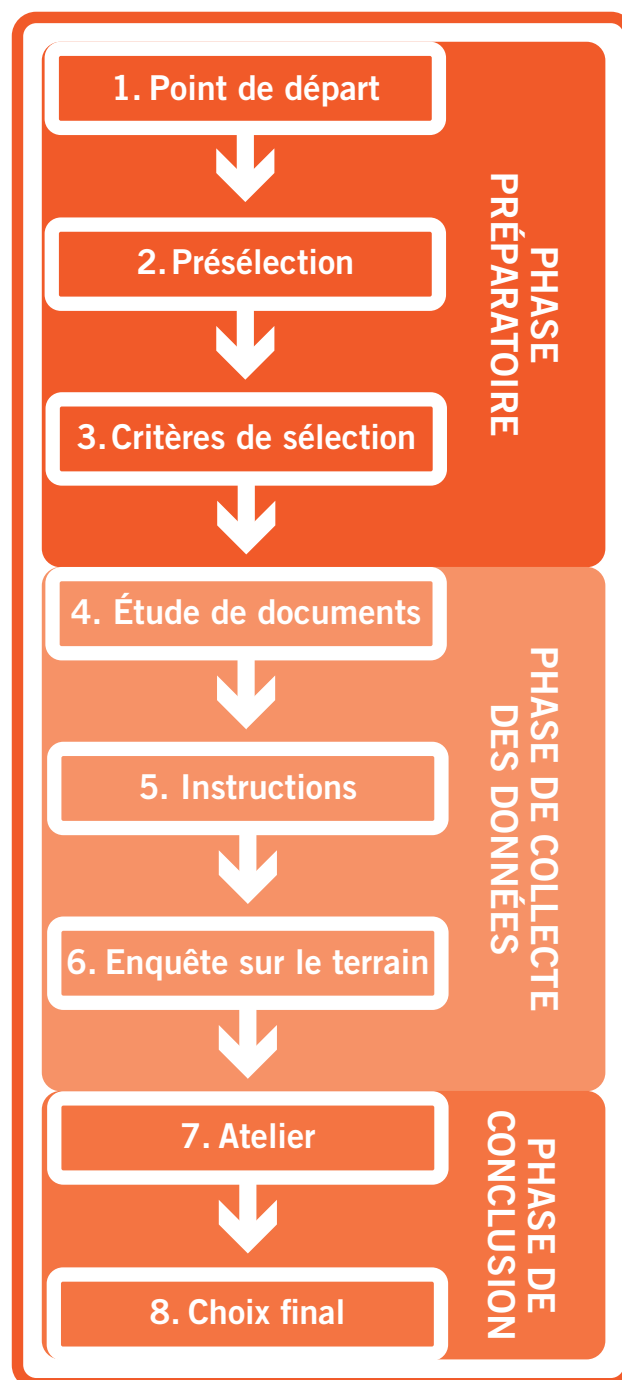 1. Point de départ
2. Présélection
3. Critères de sélection
PHASE
PRÉPARATOIRE
4. Étude de documents
5. Instructions
6. Enquête sur le terrain
PHASE DE COLLECTE
DES DONNÉES
7. Atelier
8. Choix final
PHASE DE
CONCLUSION